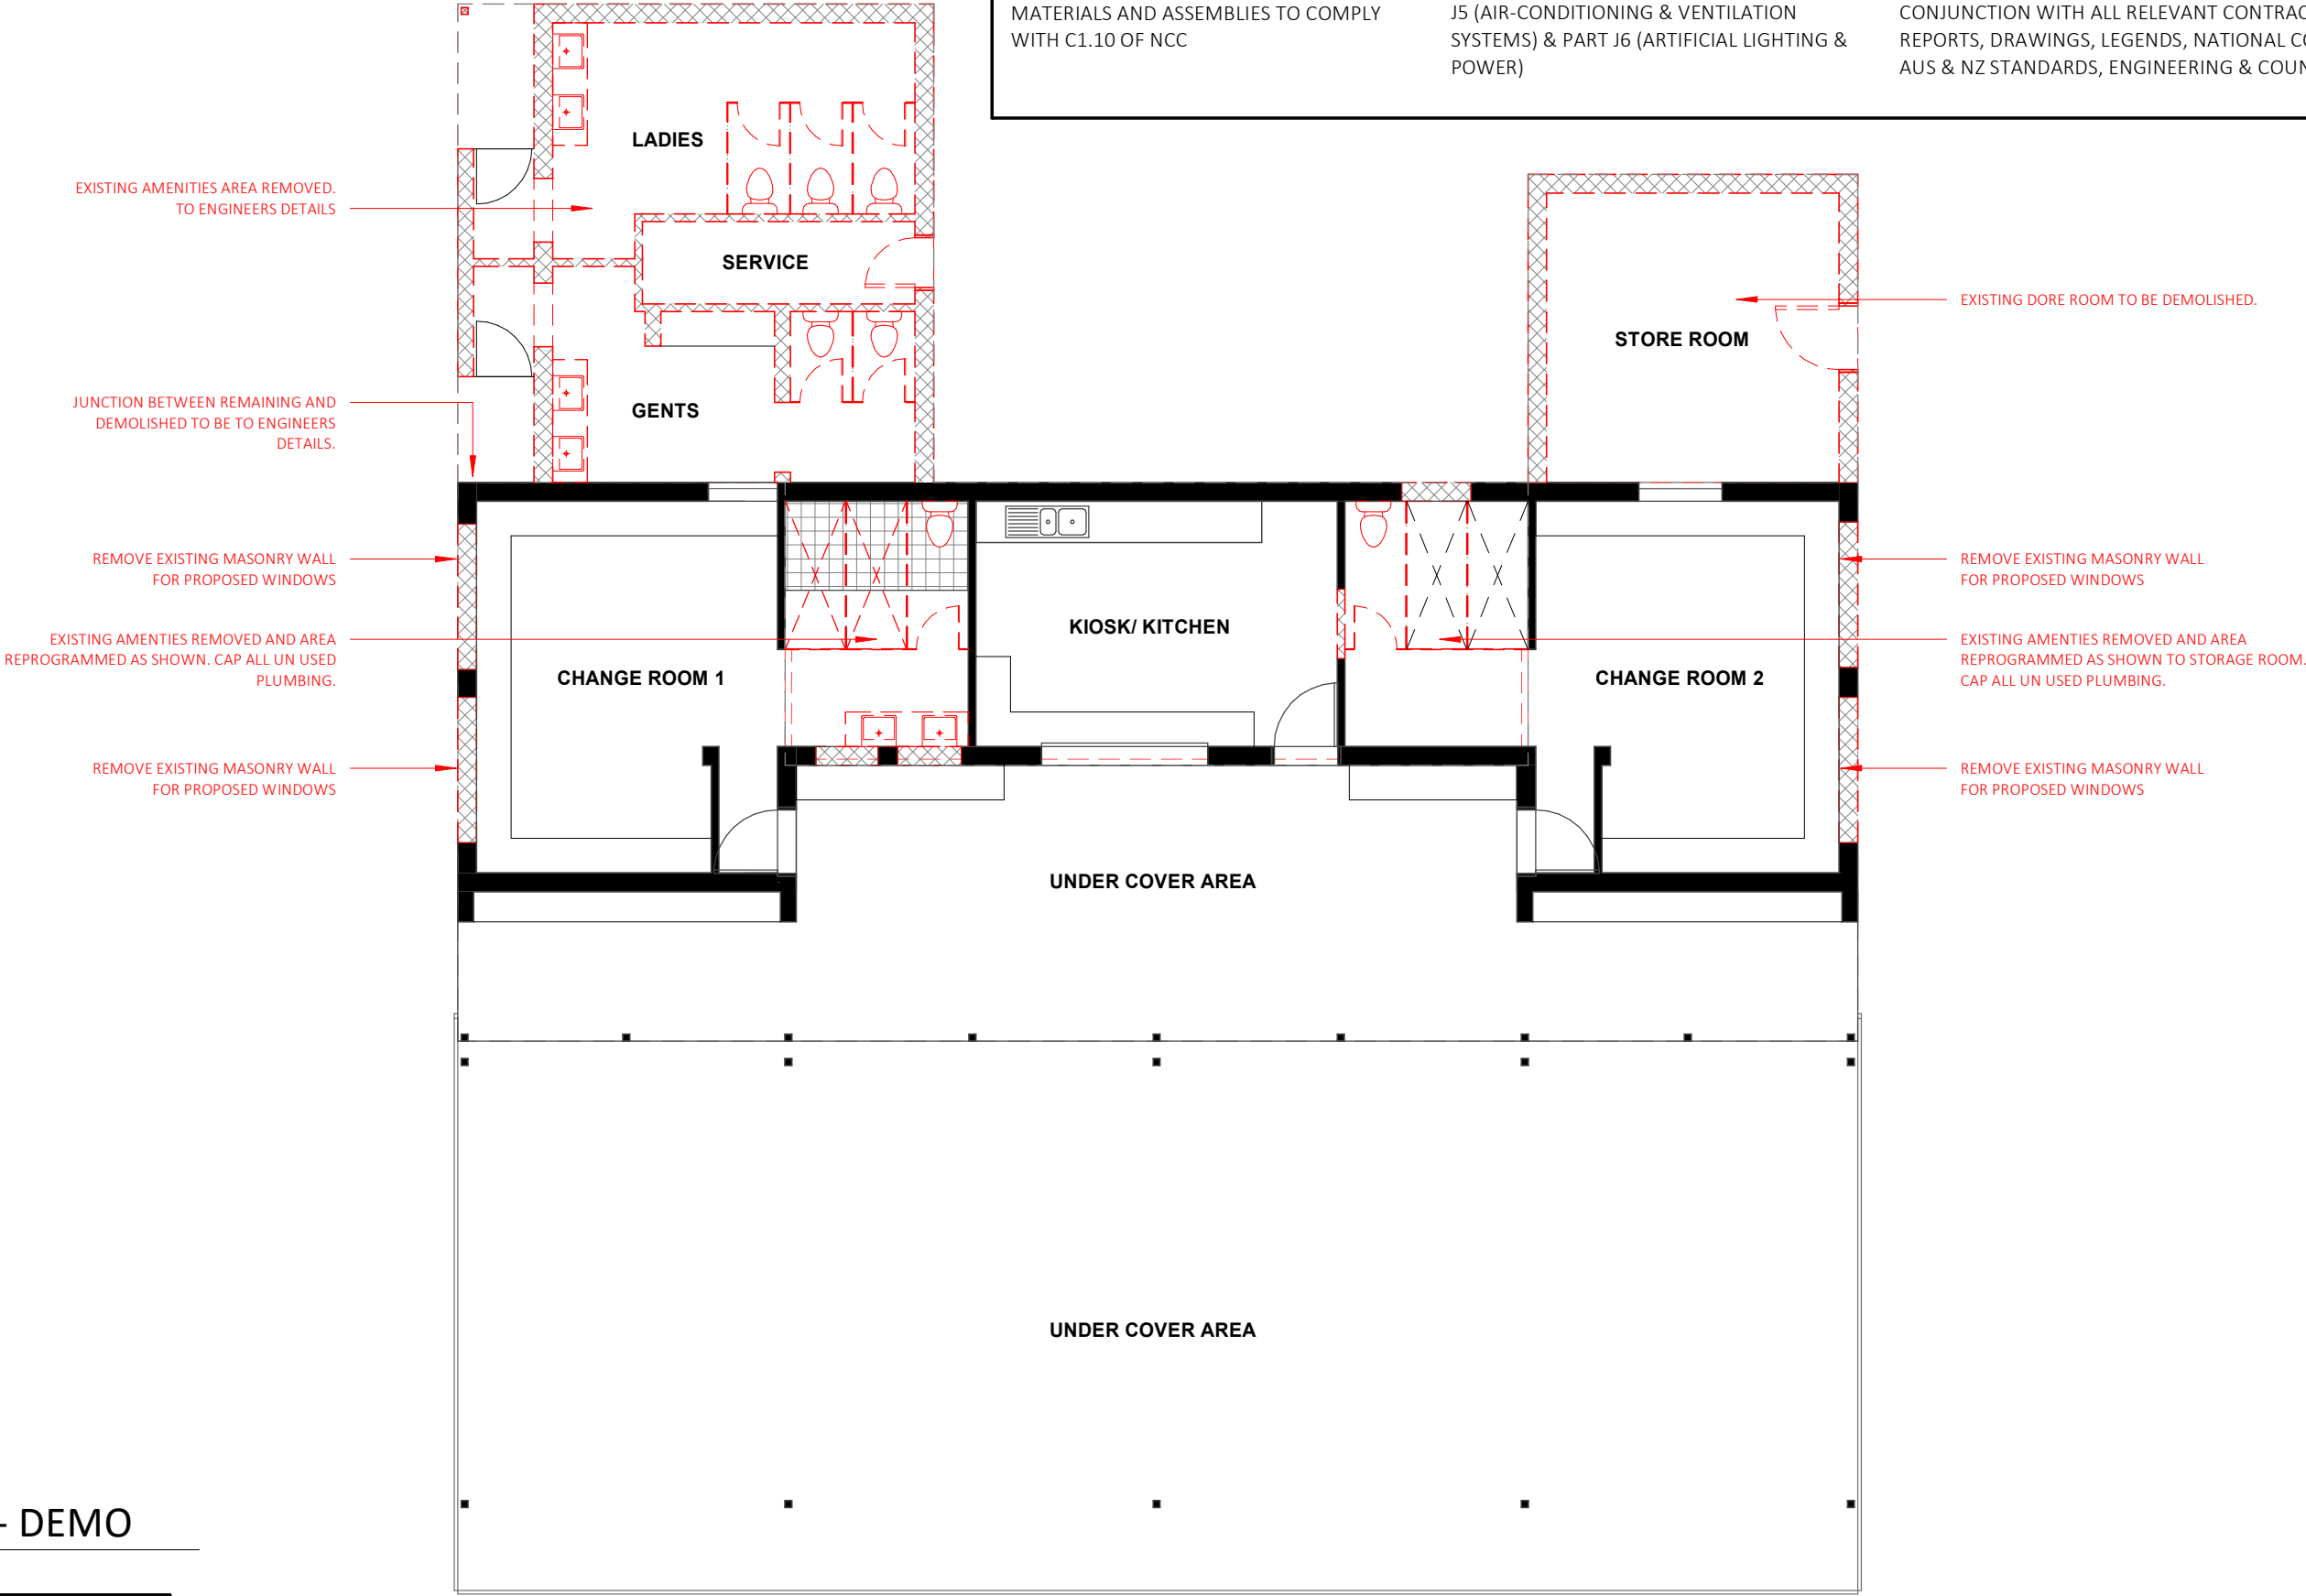 MATERIALS AND ASSEMBLIES TO COMPLY
WITH C1.10 OF NCC
J5 (AIR-CONDITIONING & VENTILATION
SYSTEMS) & PART J6 (ARTIFICIAL LIGHTING &
POWER)
CONJUNCTION WITH ALL RELEVANT
REPORTS, DRAWINGS, LEGENDS, NATIONAL
AUS & NZ STANDARDS, ENGINEERING &
LADIES
EXISTING AMENITIES AREA REMOVED.
TO ENGINEERS DETAILS
SERVICE
EXISTING DORE ROOM TO BE DEMOLISHED.
STORE ROOM
JUNCTION BETWEEN REMAINING AND
DEMOLISHED TO BE TO ENGINEERS
DETAILS.
GENTS
REMOVE EXISTING MASONRY WALL
FOR PROPOSED WINDOWS
REMOVE EXISTING MASONRY WALL
FOR PROPOSED WINDOWS
KIOSK/ KITCHEN
EXISTING AMENTIES REMOVED AND AREA
REPROGRAMMED AS SHOWN. CAP ALL UN USED
PLUMBING.
CHANGE ROOM 1
CHANGE ROOM 2
EXISTING AMENTIES REMOVED AND AREA
REPROGRAMMED AS SHOWN TO STORAGE ROOM.
CAP ALL UN USED PLUMBING.
REMOVE EXISTING MASONRY WALL
FOR PROPOSED WINDOWS
REMOVE EXISTING MASONRY WALL
FOR PROPOSED WINDOWS
UNDER COVER AREA
UNDER COVER AREA
- DEMO